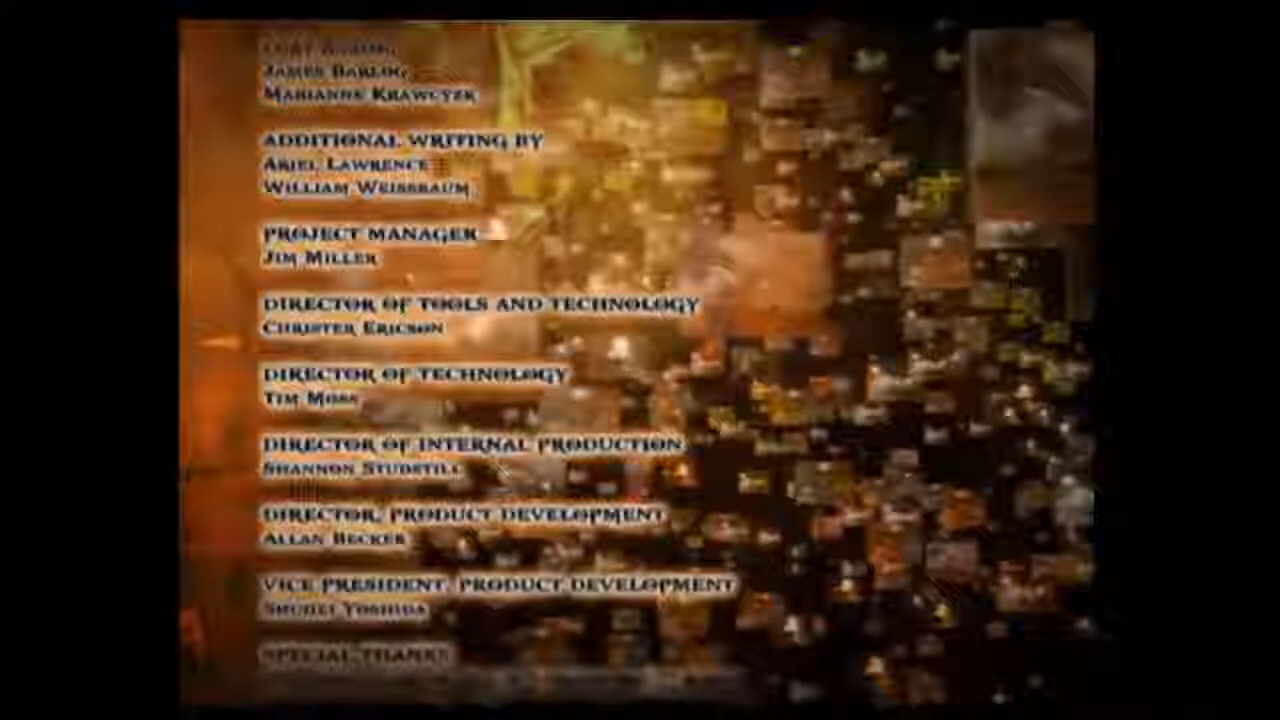 James Barlog
Marianne Krawczyk
ADDITIONAL WRITING BY
Ariel Lawrence
William Weissbaum
PROJECT MANAGER
Jim Miller
DIRECTOR OF TOOLS AND TECHNOLOGY
Christer Ericson
DIRECTOR OF TECHNOLOGY
Tim Moss
DIRECTOR OF INTERNAL PRODUCTION
Shannon Studstill
DIRECTOR, PRODUCT DEVELOPMENT
Allan Becker
VICE PRESIDENT, PRODUCT DEVELOPMENT
Shuhei Yoshida
SPECIAL THANKS